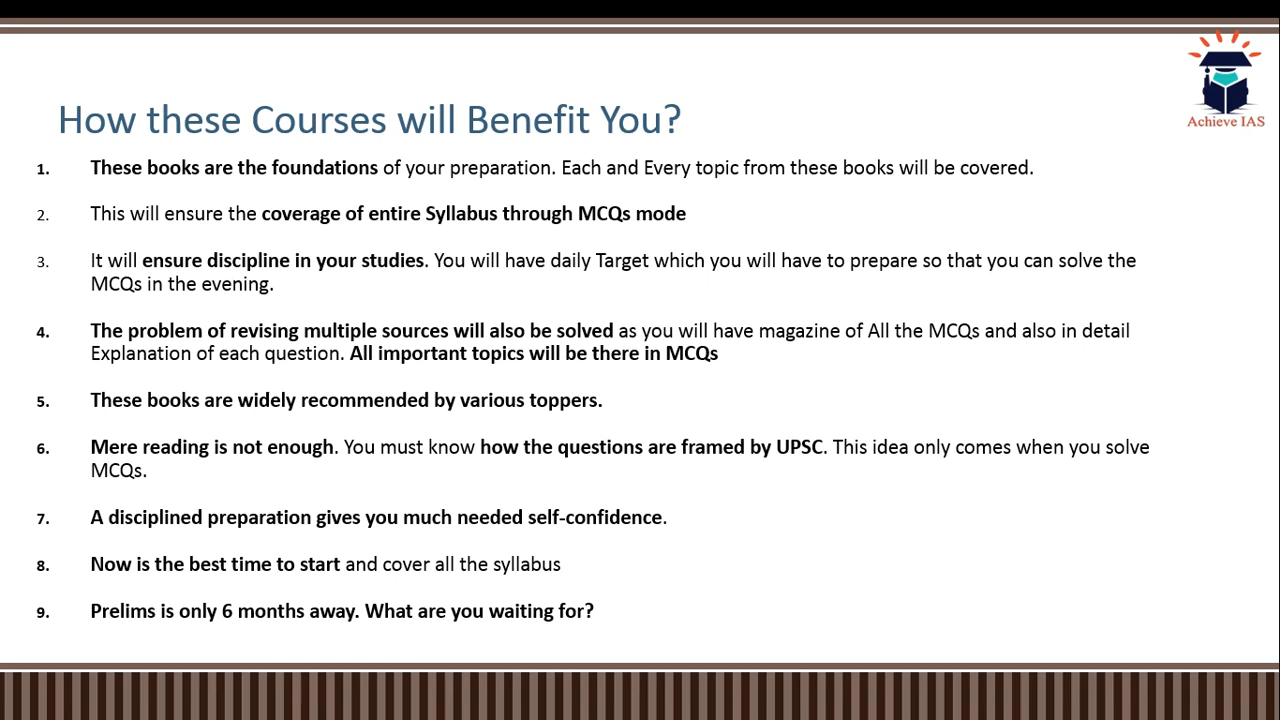 Achieve IAS
How these Courses will Benefit You?
1. These books are the foundations of your preparation. Each and Every topic from these books will be covered.
2. This will ensure the coverage of entire Syllabus through MCQs mode
3. It will ensure discipline in your studies. You will have daily Target which you will have to prepare so that you can solve the
MCQs in the evening.
4. The problem of revising multiple sources will also be solved as you will have magazine of All the MCQs and also in detail
Explanation of each question. All important topics will be there in MCQs
5. These books are widely recommended by various toppers.
6. Mere reading is not enough. You must know how the questions are framed by UPSC. This idea only comes when you solve
MCQs.
7. A disciplined preparation gives you much needed self-confidence.
8. Now is the best time to start and cover all the syllabus
9. Prelims is only 6 months away. What are you waiting for?